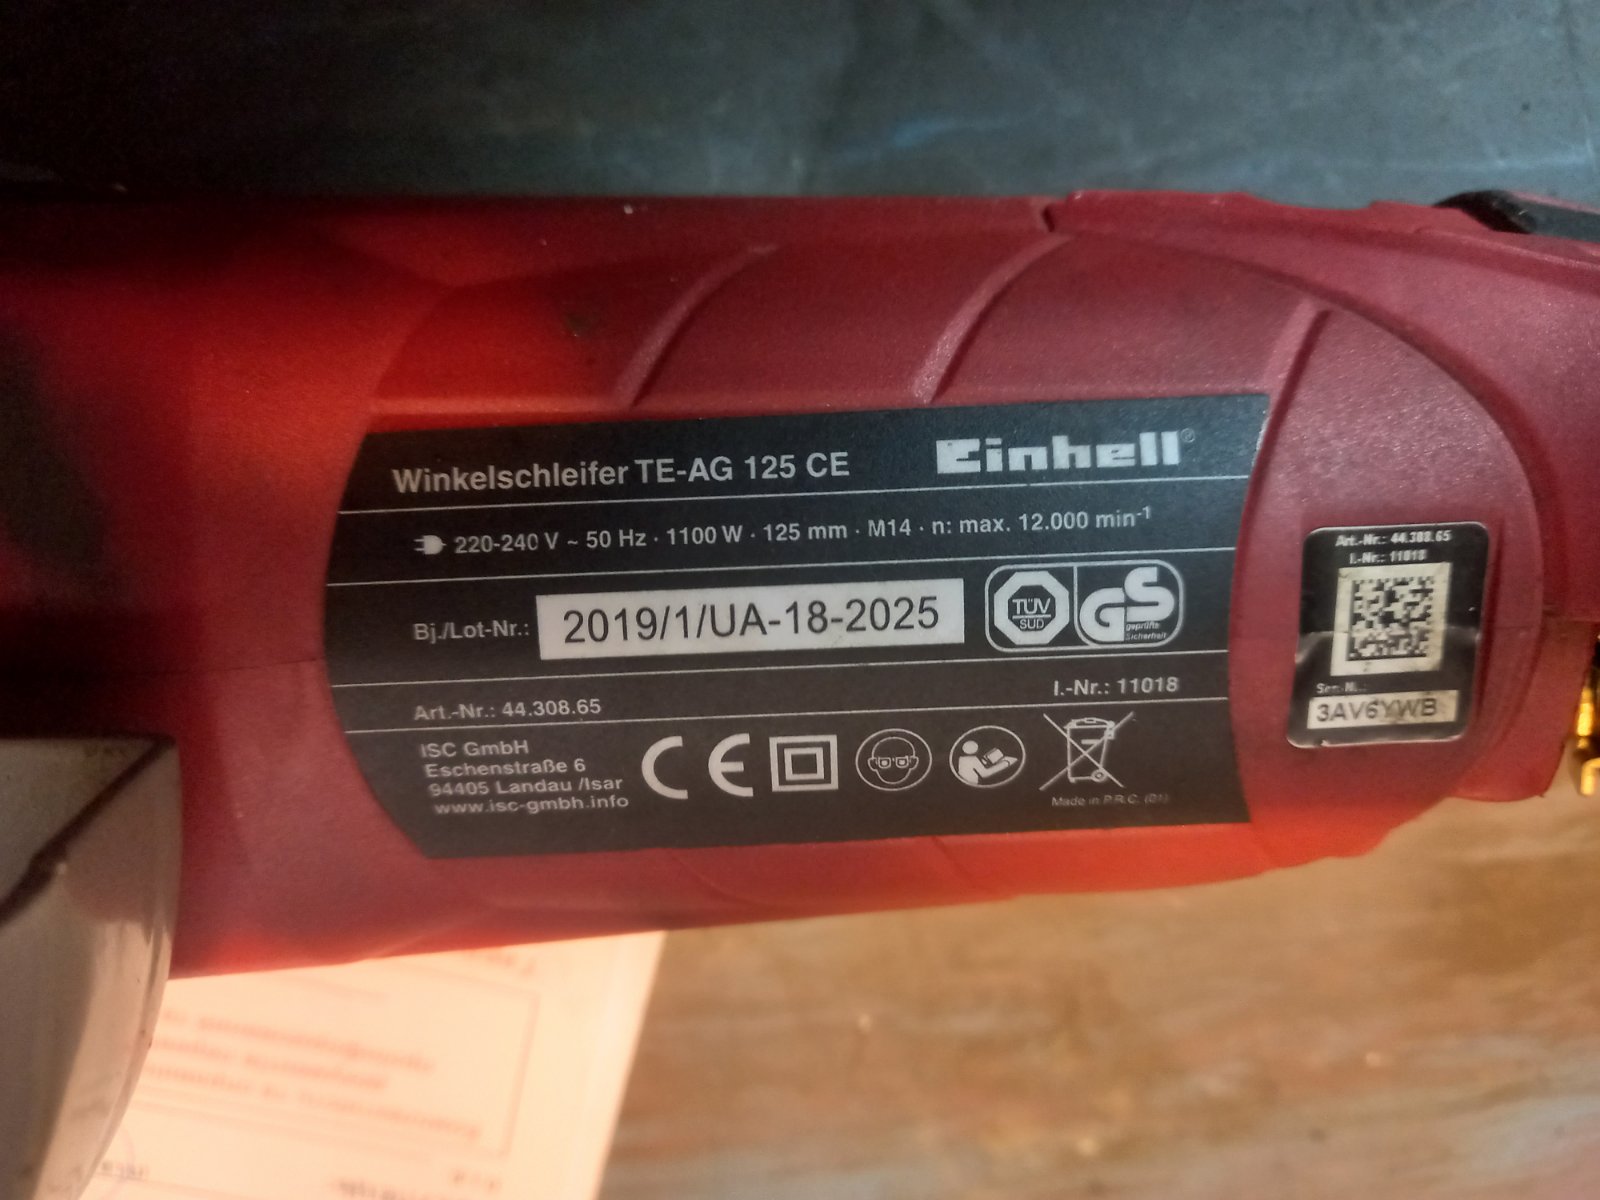 Winkelschleifer TE-AG 125 CE
Einhell®
220-240 V ~ 50 Hz · 1100 W · 125 mm · M14 · n: max. 12.000 min⁻¹
Bj./Lot-Nr.: 2019/1/UA-18-2025
TÜV
SÜD
GS
geprüfte
Sicherheit
Art.-Nr.: 44.308.65
I.-Nr.: 11018
ISC GmbH
Eschenstraße 6
94405 Landau /Isar
www.isc-gmbh.info
CE
Made in P.R.C. (01)
Art.-Nr.: 44.308.65
I.-Nr.: 11018
3AV6YWB